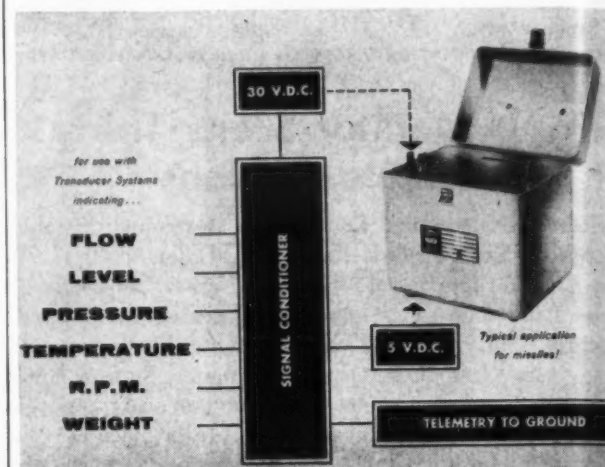 30 V.D.C.
for use with
Transducer Systems
indicating...
FLOW
LEVEL
PRESSURE
TEMPERATURE
R.P.M.
WEIGHT
SIGNAL CONDITIONER
5 V.D.C.
Typical application
for missiles!
TELEMETRY TO GROUND